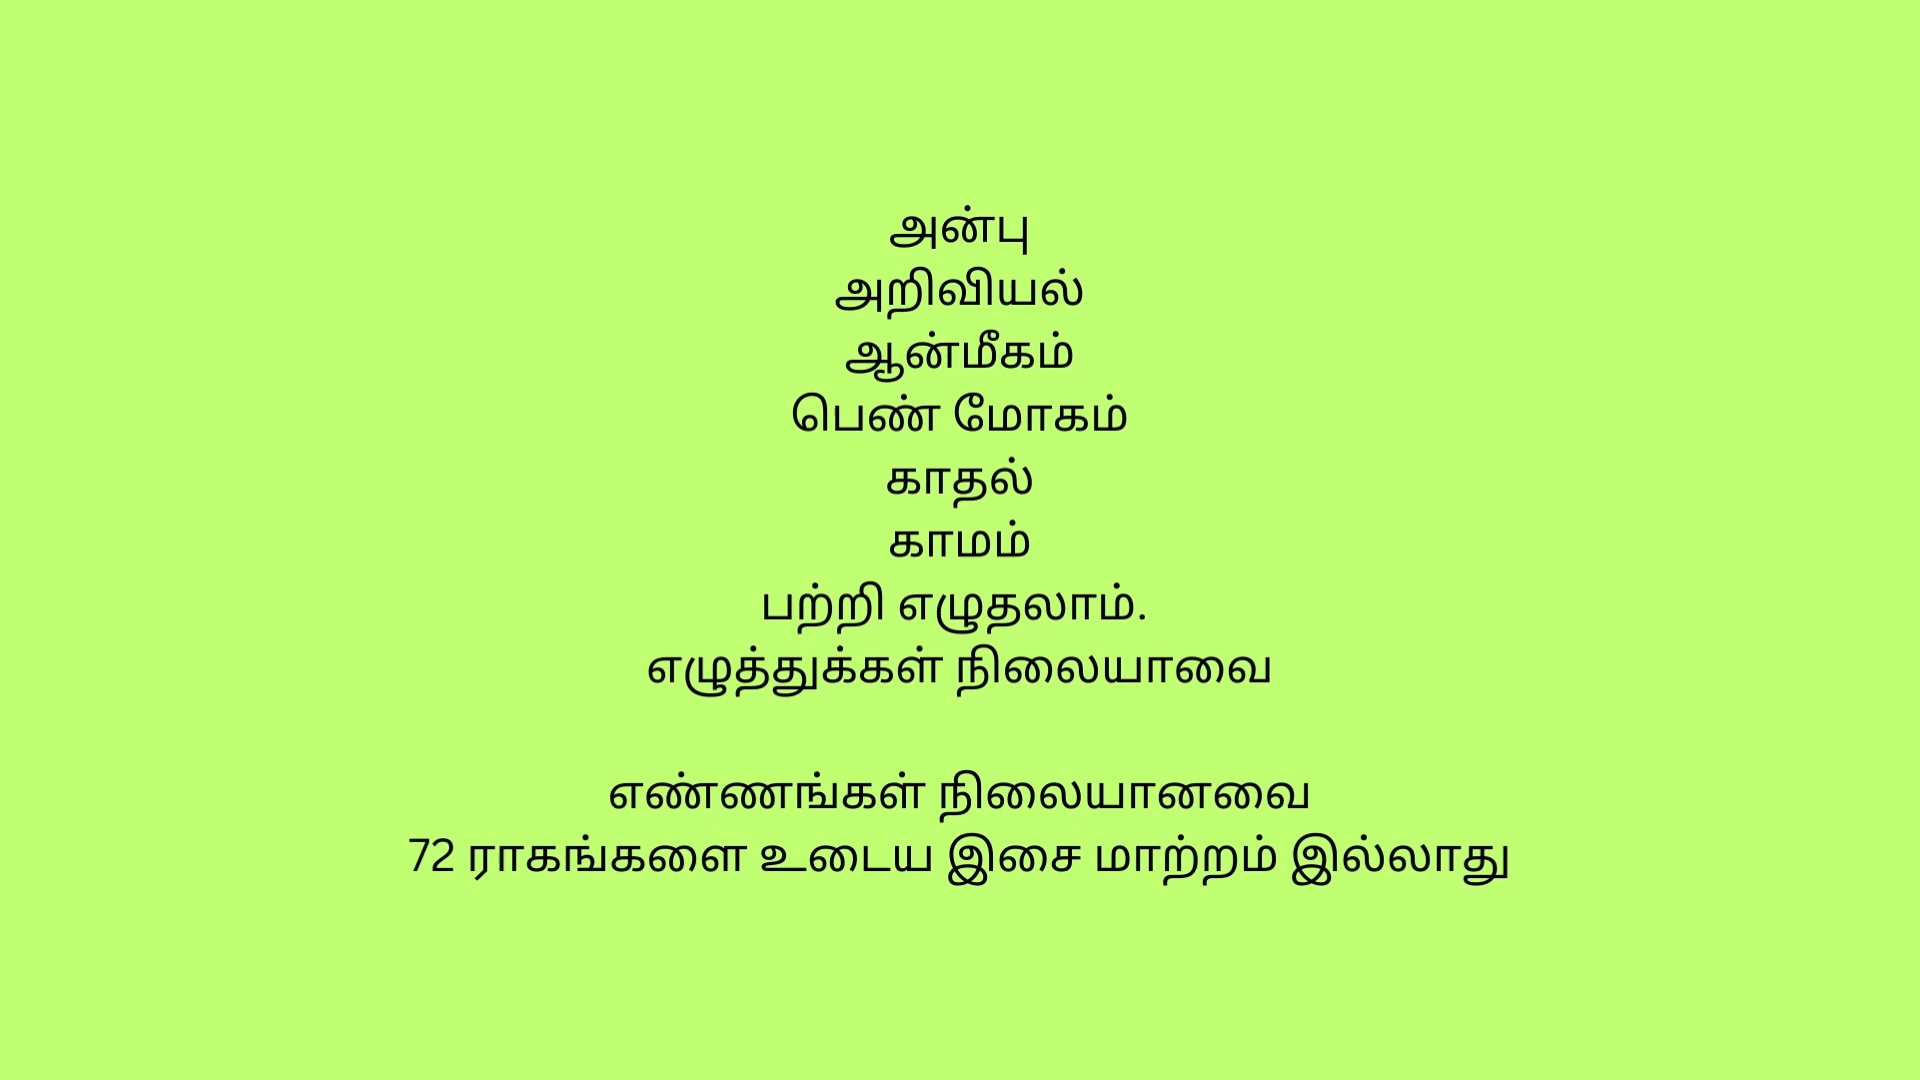 அன்பு
அறிவியல்
ஆன்மீகம்
பெண் மோகம்
காதல்
காமம்
பற்றி எழுதலாம்.
எழுத்துக்கள் நிலையாவை
எண்ணங்கள் நிலையானவை
72 ராகங்களை உடைய இசை மாற்றம் இல்லாது